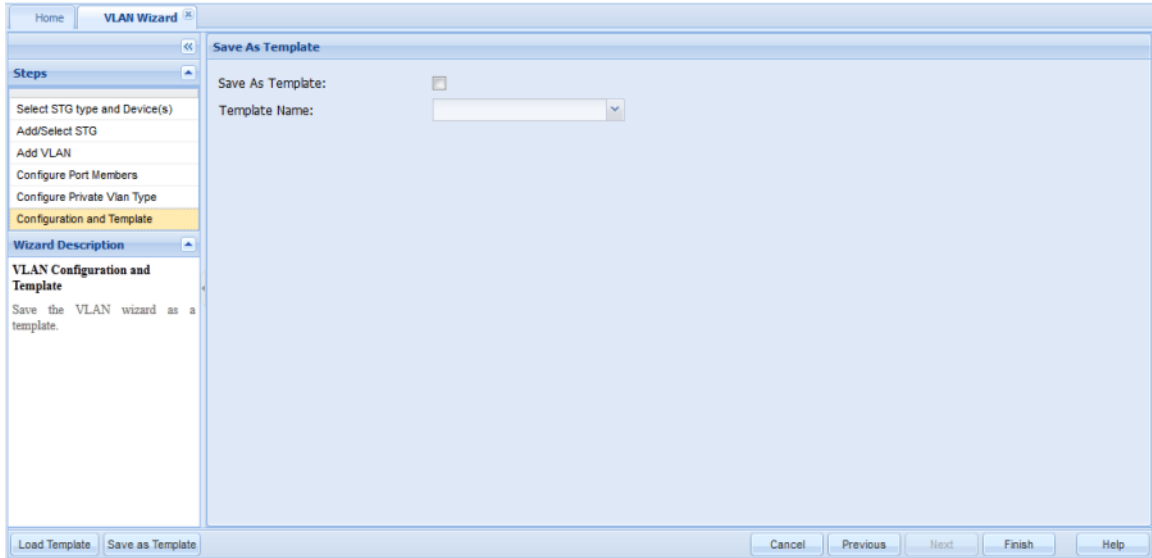 Home
VLAN Wizard
Save As Template
Steps
Save As Template:
Template Name:
Select STG type and Device(s)
Add/Select STG
Add VLAN
Configure Port Members
Configure Private Vlan Type
Configuration and Template
Wizard Description
VLAN Configuration and
Template
Save the VLAN wizard as a
template.
Load Template
Save as Template
Cancel
Previous
Next
Finish
Help